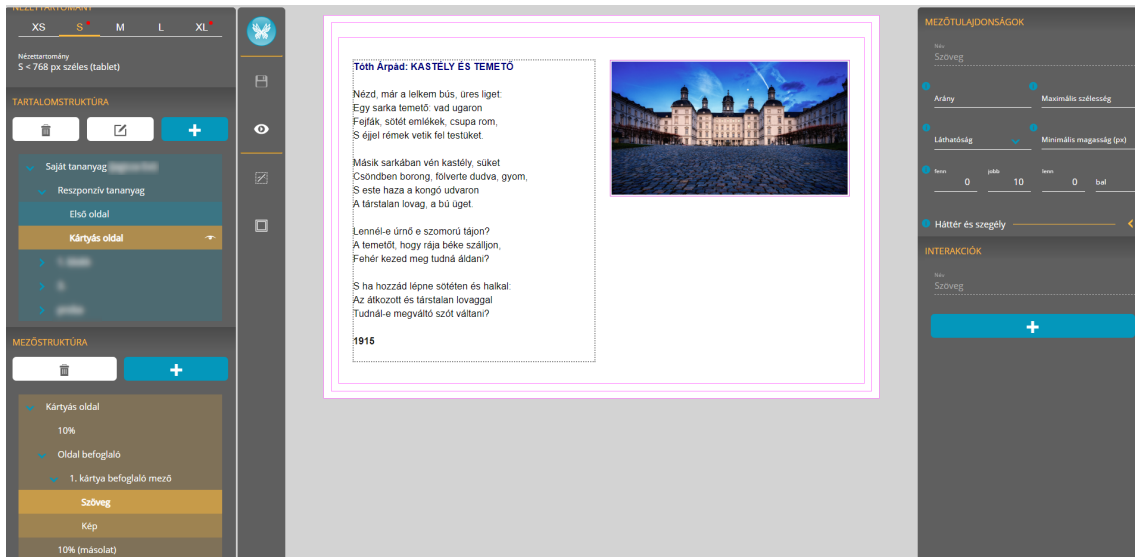 NÉZETTARTOMÁNY
XS S M L XL
Nézettartomány
S < 768 px széles (tablet)
TARTALOMSTRUKTÚRA
Saját tananyag
Reszponzív tananyag
Első oldal
Kártyás oldal
MEZŐSTRUKTÚRA
Kártyás oldal
10%
Oldal befoglaló
1. kártya befoglaló mező
Szöveg
Kép
10% (másolat)
Tóth Árpád: KASTÉLY ÉS TEMETŐ
Nézd, már a lelkem bús, üres liget:
Egy sarka temető: vad ugaron
Fejfák, sötét emlékek, csupa rom,
S éjjel rémek vetik fel testüket.
Másik sarkában vén kastély, süket
Csöndben borong, fölverte dudva, gyom,
S este haza a kongó udvaron
A társtalan lovag, a bú üget.
Lennél-e úrnő e szomorú tájon?
A temetőt, hogy rája béke szálljon,
Fehér kezed meg tudná áldani?
S ha hozzád lépne sötéten és halkal:
Az átkozott és társtalan lovaggal
Tudnál-e megváltó szót váltani?
1915
MEZŐTULAJDONSÁGOK
Név
Szöveg
Arány Maximális szélesség
Láthatóság Minimális magasság (px)
fenn 0 jobb 10 lenn 0 bal
Háttér és szegély
INTERAKCIÓK
Név
Szöveg